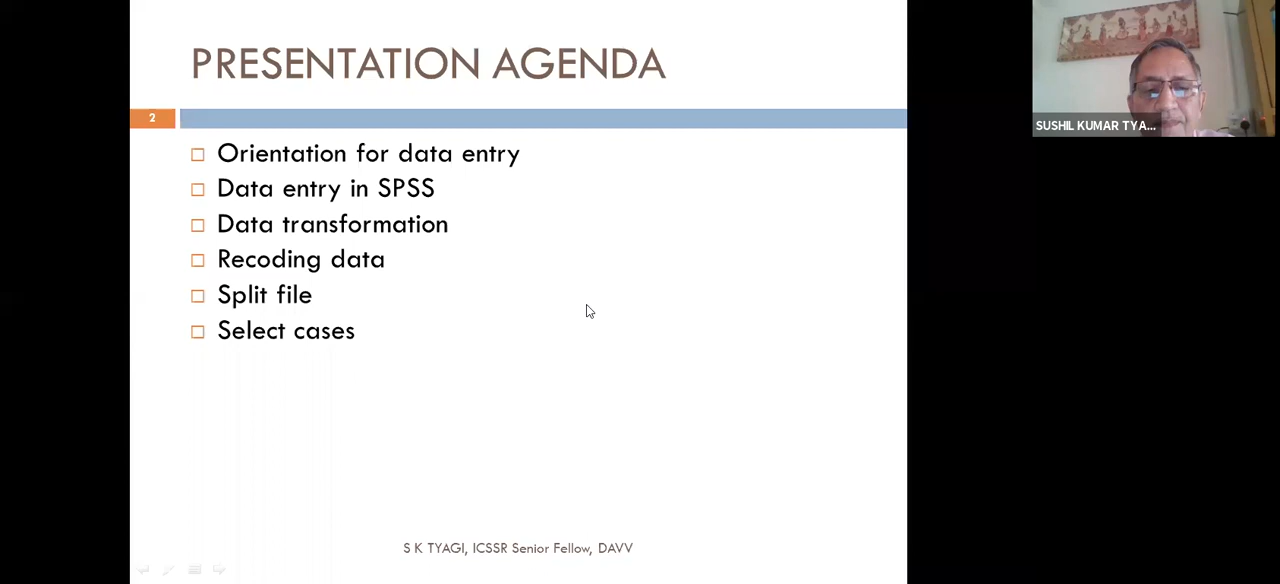 PRESENTATION AGENDA
2
Orientation for data entry
Data entry in SPSS
Data transformation
Recoding data
Split file
Select cases
S K TYAGI, ICSSR Senior Fellow, DAVV
SUSHIL KUMAR TYA...